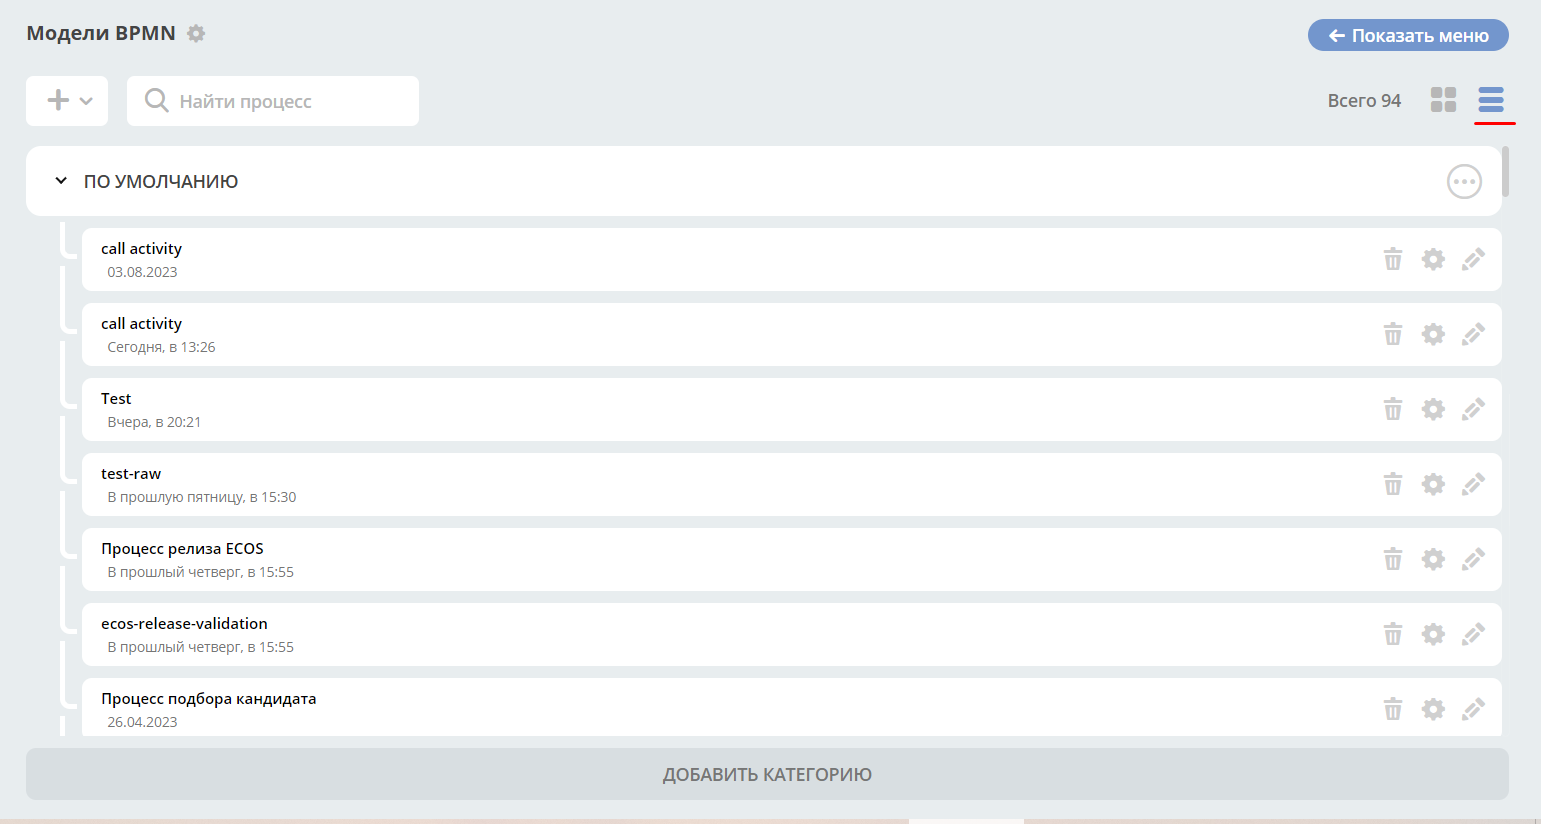 Модели BPMN
Показать меню
Найти процесс
Всего 94
ПО УМОЛЧАНИЮ
call activity
03.08.2023
call activity
Сегодня, в 13:26
Test
Вчера, в 20:21
test-raw
В прошлую пятницу, в 15:30
Процесс релиза ECOS
В прошлый четверг, в 15:55
ecos-release-validation
В прошлый четверг, в 15:55
Процесс подбора кандидата
26.04.2023
ДОБАВИТЬ КАТЕГОРИЮ